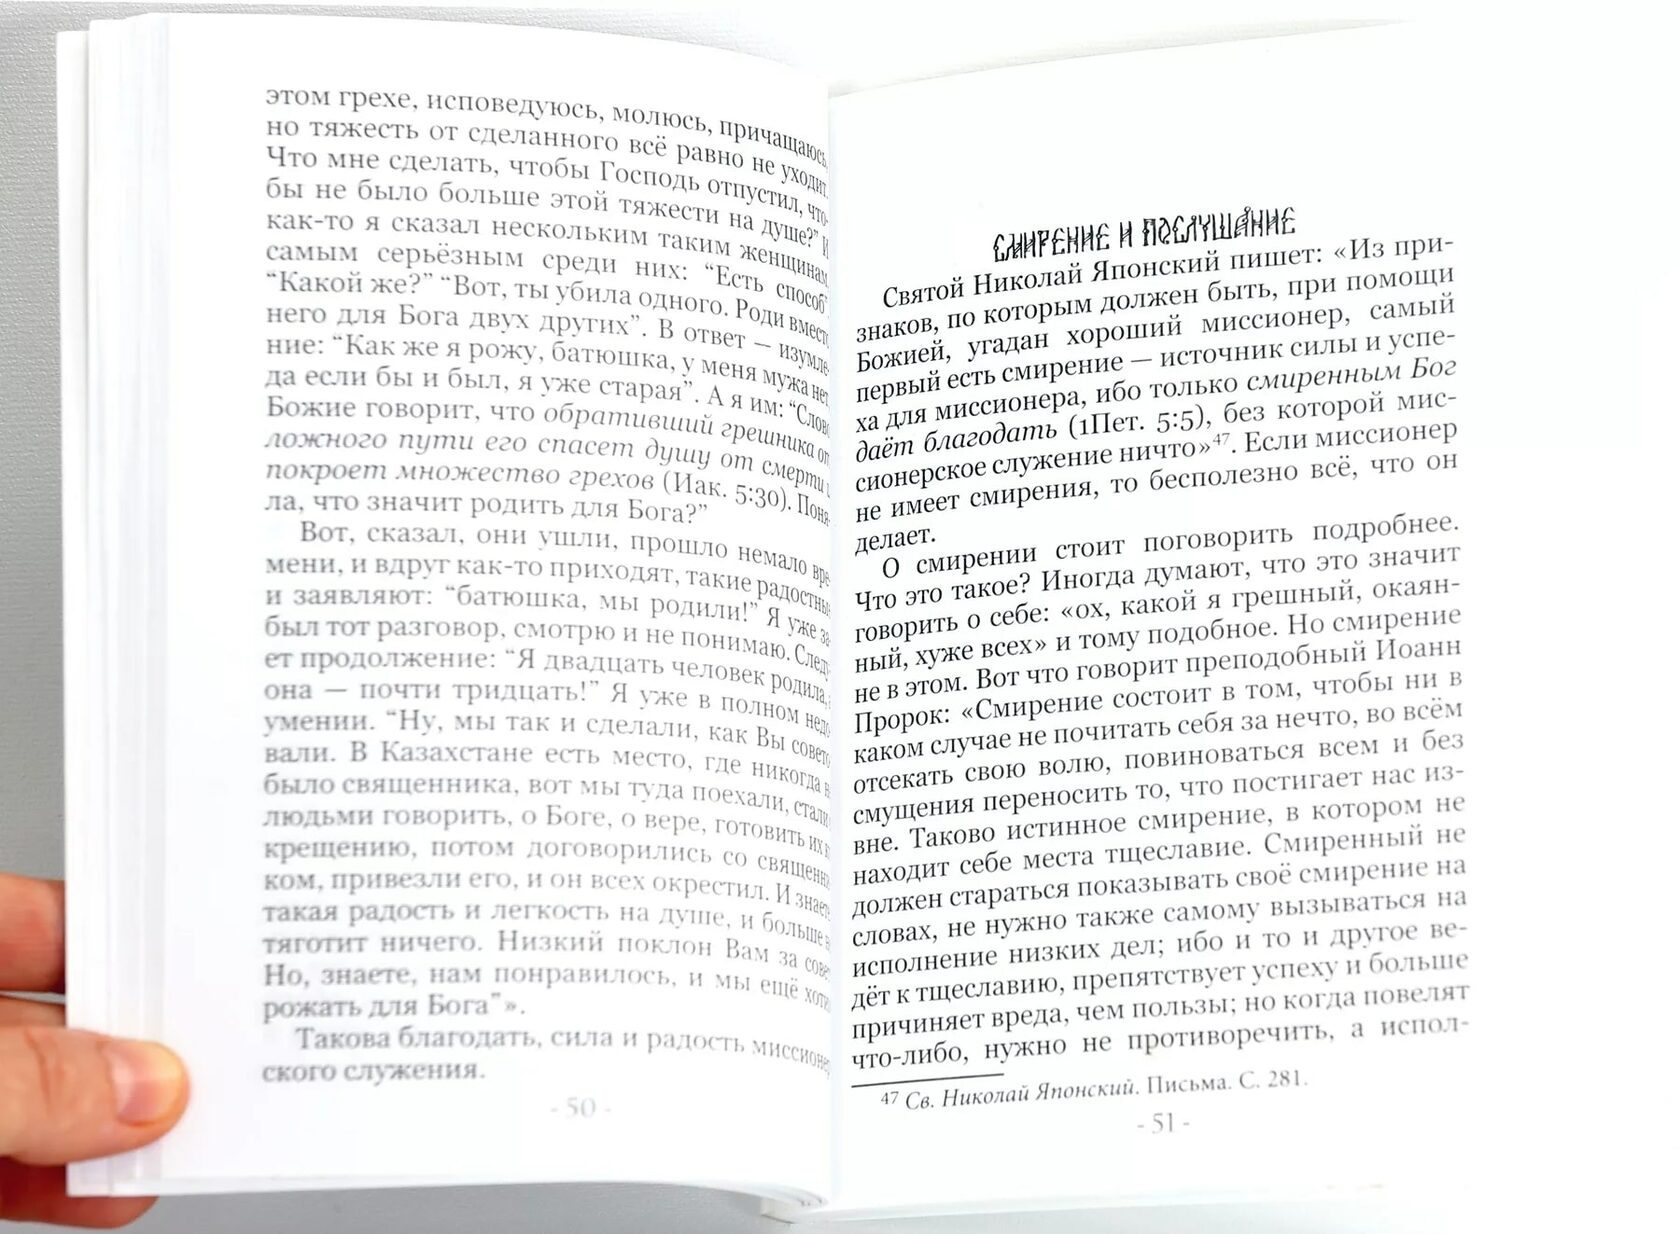 этом грехе, исповедуюсь, молюсь, причащаюсь,
но тяжесть от сделанного всё равно не уходит.
Что мне сделать, чтобы Господь отпустил, что-
бы не было больше этой тяжести на душе?” И
как-то я сказал нескольким таким женщинам,
самым серьёзным среди них: “Есть способ”.
“Какой же?” “Вот, ты убила одного. Роди вместо
него для Бога двух других”. В ответ — изумле-
ние: “Как же я рожу, батюшка, у меня мужа нет,
да если бы и был, я уже старая”. А я им: “Слово
Божие говорит, что обративший грешника от
ложного пути его спасет душу от смерти и
покроет множество грехов (Иак. 5:30). Поня-
ла, что значит родить для Бога?”
Вот, сказал, они ушли, прошло немало вре-
мени, и вдруг как-то приходят, такие радостные
и заявляют: “батюшка, мы родили!” Я уже за-
был тот разговор, смотрю и не понимаю. Следу-
ет продолжение: “Я двадцать человек родила, а
она — почти тридцать!” Я уже в полном недо-
умении. “Ну, мы так и сделали, как Вы совето-
вали. В Казахстане есть место, где никогда не
было священника, вот мы туда поехали, стали
людьми говорить, о Боге, о вере, готовить их к
крещению, потом договорились со священни-
ком, привезли его, и он всех окрестил. И знаете
такая радость и легкость на душе, и больше не
тяготит ничего. Низкий поклон Вам за совет
Но, знаете, нам понравилось, и мы ещё хотим
рожать для Бога”».
Такова благодать, сила и радость миссионер-
ского служения.
- 50 -
СМИРЕНИЕ И ПОСЛУШАНИЕ
Святой Николай Японский пишет: «Из при-
знаков, по которым должен быть, при помощи
Божией, угадан хороший миссионер, самый
первый есть смирение — источник силы и успе-
ха для миссионера, ибо только смиренным Бог
даёт благодать (1Пет. 5:5), без которой мис-
сионерское служение ничто»47. Если миссионер
не имеет смирения, то бесполезно всё, что он
делает.
О смирении стоит поговорить подробнее.
Что это такое? Иногда думают, что это значит
говорить о себе: «ох, какой я грешный, окаян-
ный, хуже всех» и тому подобное. Но смирение
не в этом. Вот что говорит преподобный Иоанн
Пророк: «Смирение состоит в том, чтобы ни в
каком случае не почитать себя за нечто, во всём
отсекать свою волю, повиноваться всем и без
смущения переносить то, что постигает нас из-
вне. Таково истинное смирение, в котором не
находит себе места тщеславие. Смиренный не
должен стараться показывать своё смирение на
словах, не нужно также самому вызываться на
исполнение низких дел; ибо и то и другое ве-
дёт к тщеславию, препятствует успеху и больше
причиняет вреда, чем пользы; но когда повелят
что-либо, нужно не противоречить, а испол-
47 Св. Николай Японский. Письма. С. 281.
- 51 -